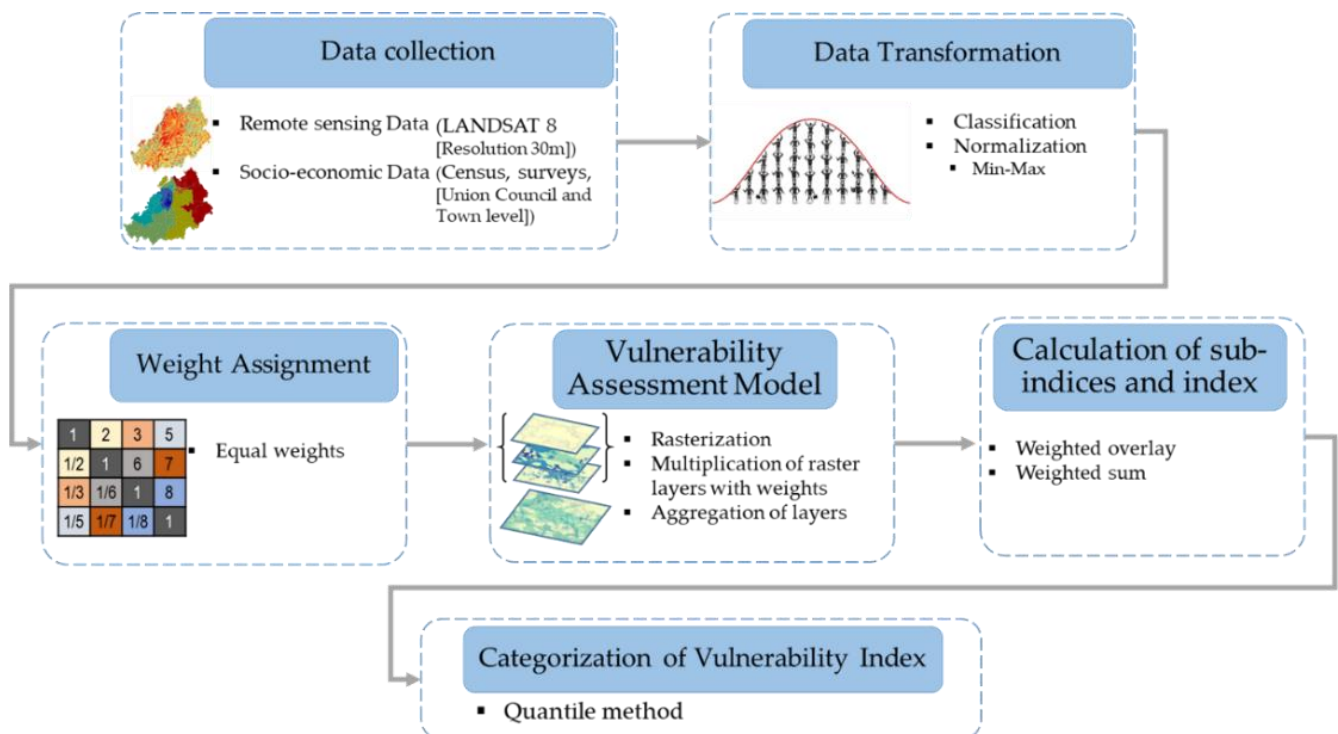 Data collection
Remote sensing Data (LANDSAT 8
[Resolution 30m])
Socio-economic Data (Census, surveys,
[Union Council and
Town level])
Data Transformation
Classification
Normalization
Min-Max
Weight Assignment
1 2 3 5
1/2 1 6 7
1/3 1/6 1 8
1/5 1/7 1/8 1
Equal weights
Vulnerability
Assessment Model
Rasterization
Multiplication of raster
layers with weights
Aggregation of layers
Calculation of sub-
indices and index
Weighted overlay
Weighted sum
Categorization of Vulnerability Index
Quantile method